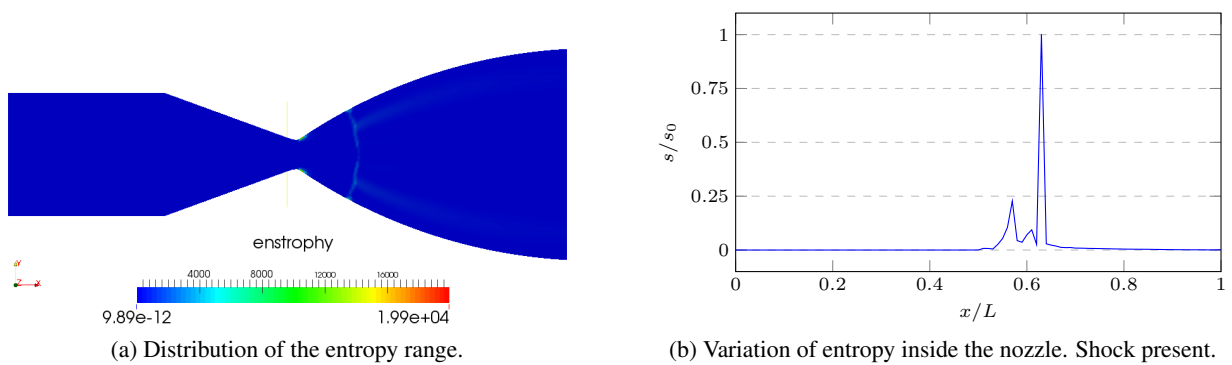 enstrophy
4000 8000 12000 16000
9.89e-12 1.99e+04
Y
Z X
(a) Distribution of the entropy range.
1
0.75
0.5
0.25
0
s/s₀
0 0.2 0.4 0.6 0.8 1
x/L
(b) Variation of entropy inside the nozzle. Shock present.